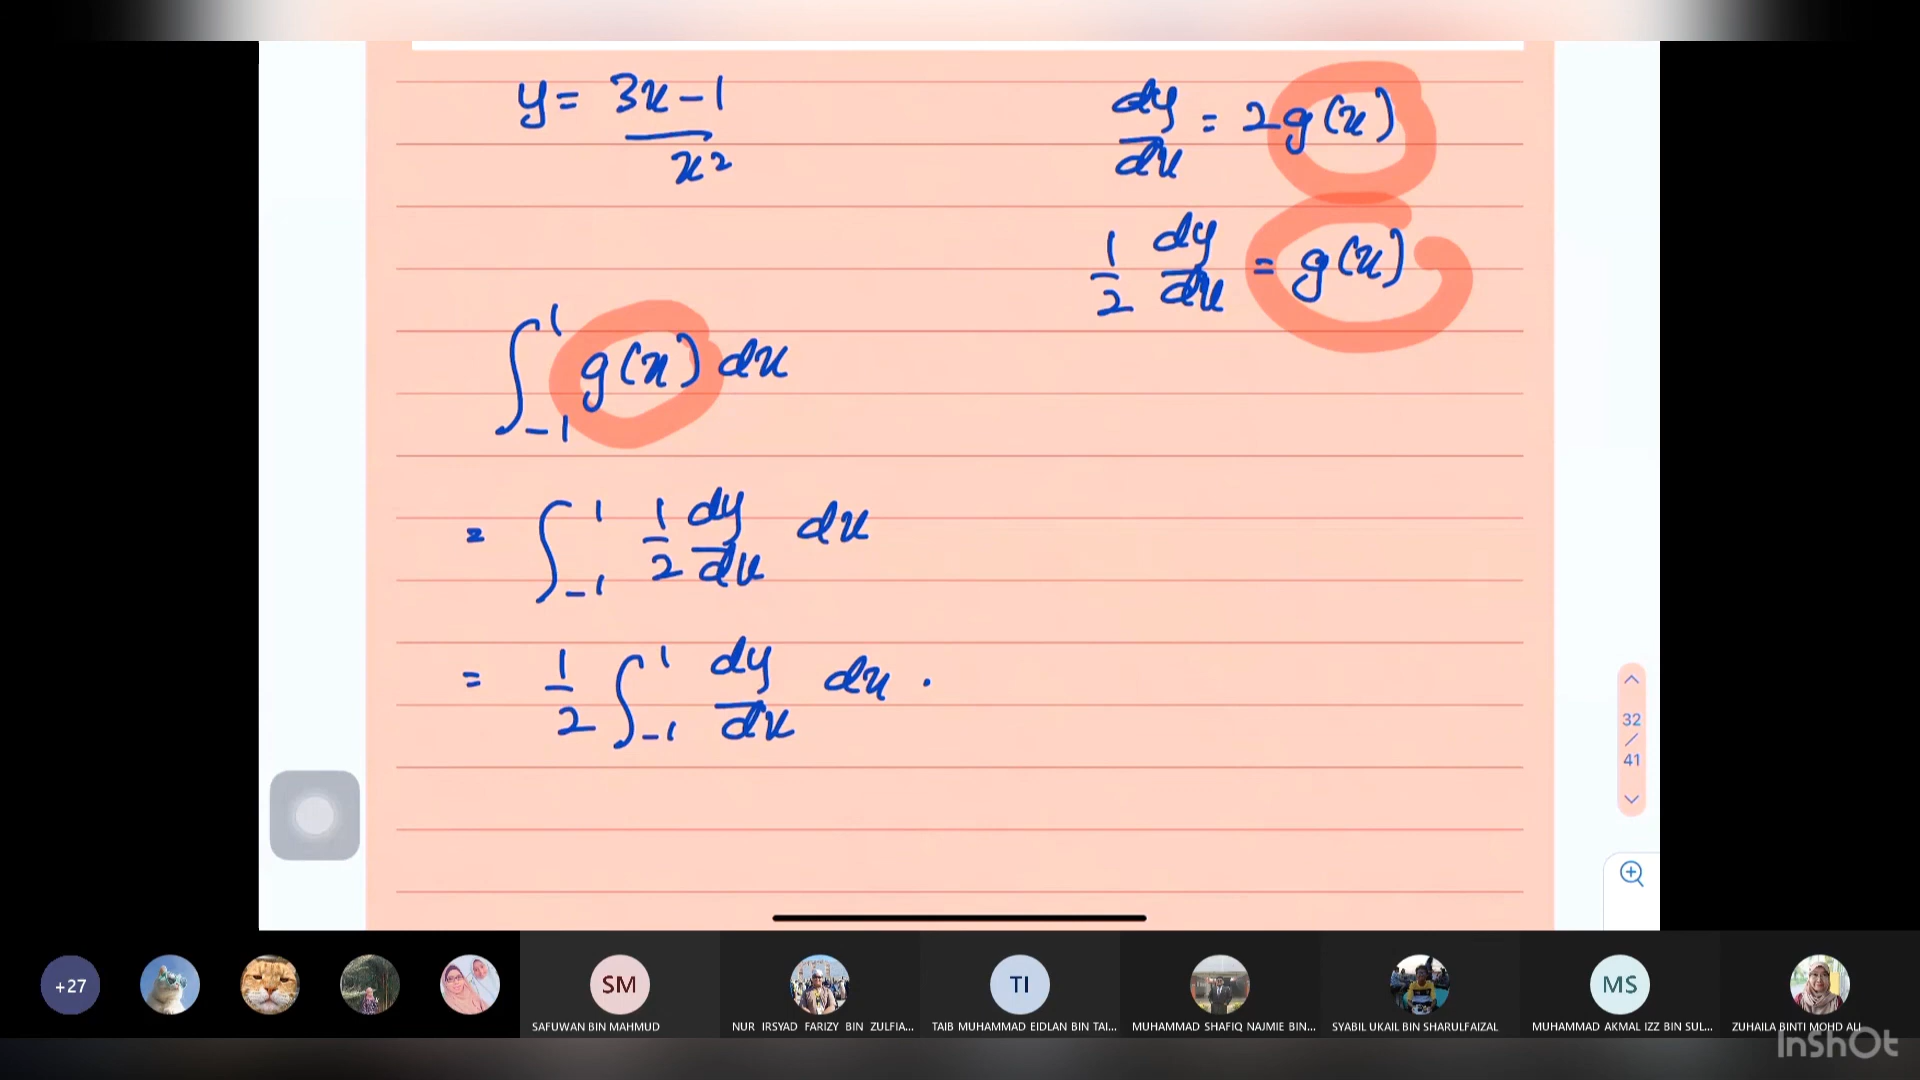 y = 3x - 1 / x²
dy/dx = 2g(x)
1/2 dy/dx = g(x)
∫₋₁¹ g(x) dx
= ∫₋₁¹ 1/2 dy/dx dx
= 1/2 ∫₋₁¹ dy/dx dx .
32
/
41
+27
SM
TI
MS
SAFUWAN BIN MAHMUD
NUR IRSYAD FARIZY BIN ZULFIA...
TAIB MUHAMMAD EIDLAN BIN TAI...
MUHAMMAD SHAFIQ NAJMIE BIN...
SYABIL UKAIL BIN SHARULFAIZAL
MUHAMMAD AKMAL IZZ BIN SUL...
ZUHAILA BINTI MOHD ALI
InShOt